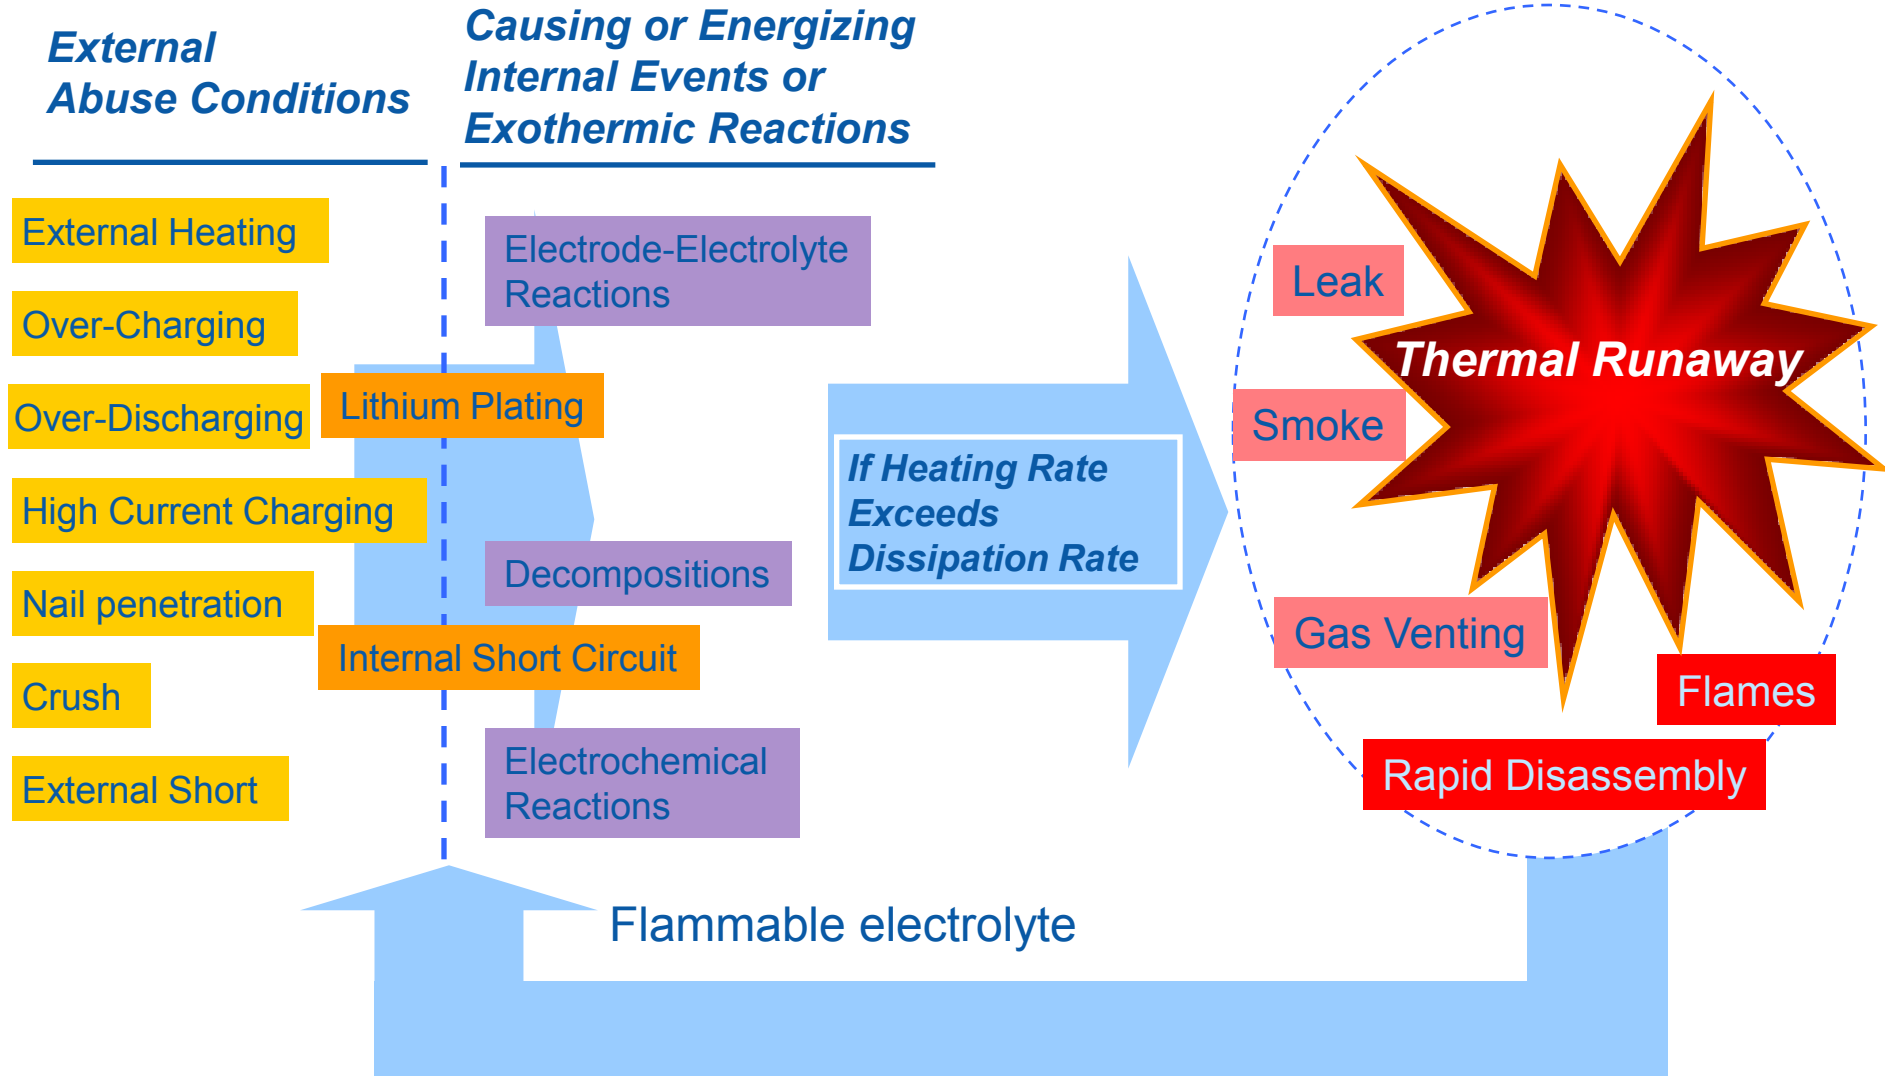 External
Abuse Conditions
Causing or Energizing
Internal Events or
Exothermic Reactions
External Heating
Over-Charging
Over-Discharging
High Current Charging
Nail penetration
Crush
External Short
Lithium Plating
Internal Short Circuit
Electrode-Electrolyte
Reactions
Decompositions
Electrochemical
Reactions
If Heating Rate
Exceeds
Dissipation Rate
Thermal Runaway
Leak
Smoke
Gas Venting
Flames
Rapid Disassembly
Flammable electrolyte